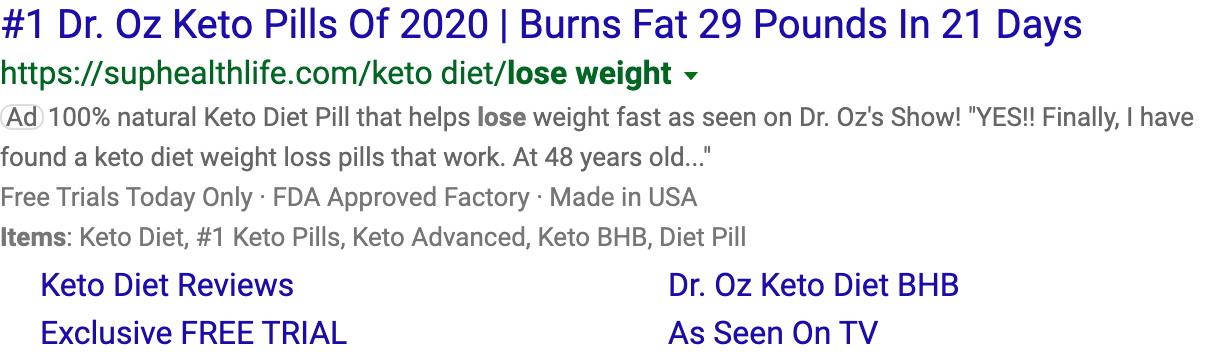 #1 Dr. Oz Keto Pills Of 2020 | Burns Fat 29 Pounds In 21 Days
https://suphealthlife.com/keto diet/lose weight
Ad 100% natural Keto Diet Pill that helps lose weight fast as seen on Dr. Oz's Show! "YES!! Finally, I have
found a keto diet weight loss pills that work. At 48 years old..."
Free Trials Today Only · FDA Approved Factory · Made in USA
Items: Keto Diet, #1 Keto Pills, Keto Advanced, Keto BHB, Diet Pill
Keto Diet Reviews
Dr. Oz Keto Diet BHB
Exclusive FREE TRIAL
As Seen On TV